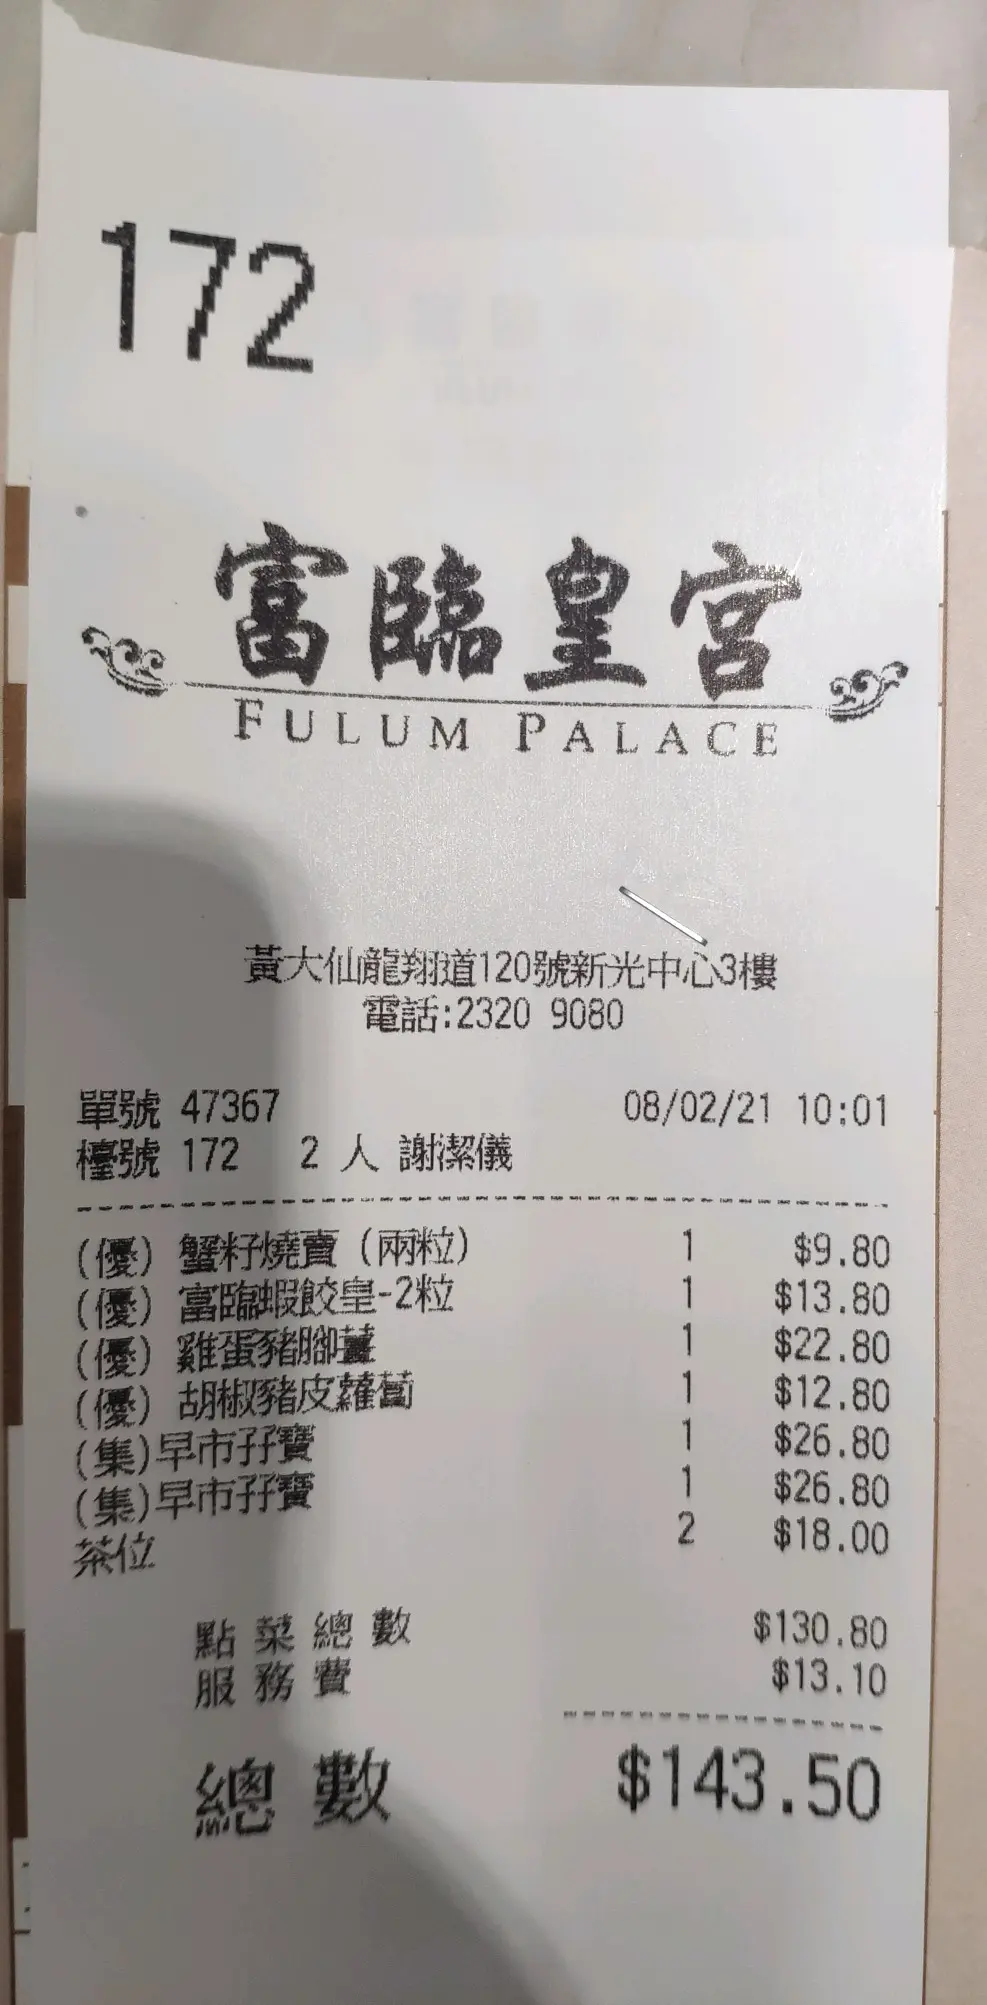 172
富臨皇宮
FULUM PALACE
黃大仙龍翔道120號新光中心3樓
電話:2320 9080
單號 47367 08/02/21 10:01
檯號 172 2 人 謝潔儀
(優) 蟹籽燒賣 (兩粒) 1 $9.80
(優) 富臨蝦餃皇-2粒 1 $13.80
(優) 雞蛋豬腳薑 1 $22.80
(優) 胡椒豬皮蘿蔔 1 $12.80
(集)早市孖寶 1 $26.80
(集)早市孖寶 1 $26.80
茶位 2 $18.00
點菜總數 $130.80
服務費 $13.10
總數 $143.50